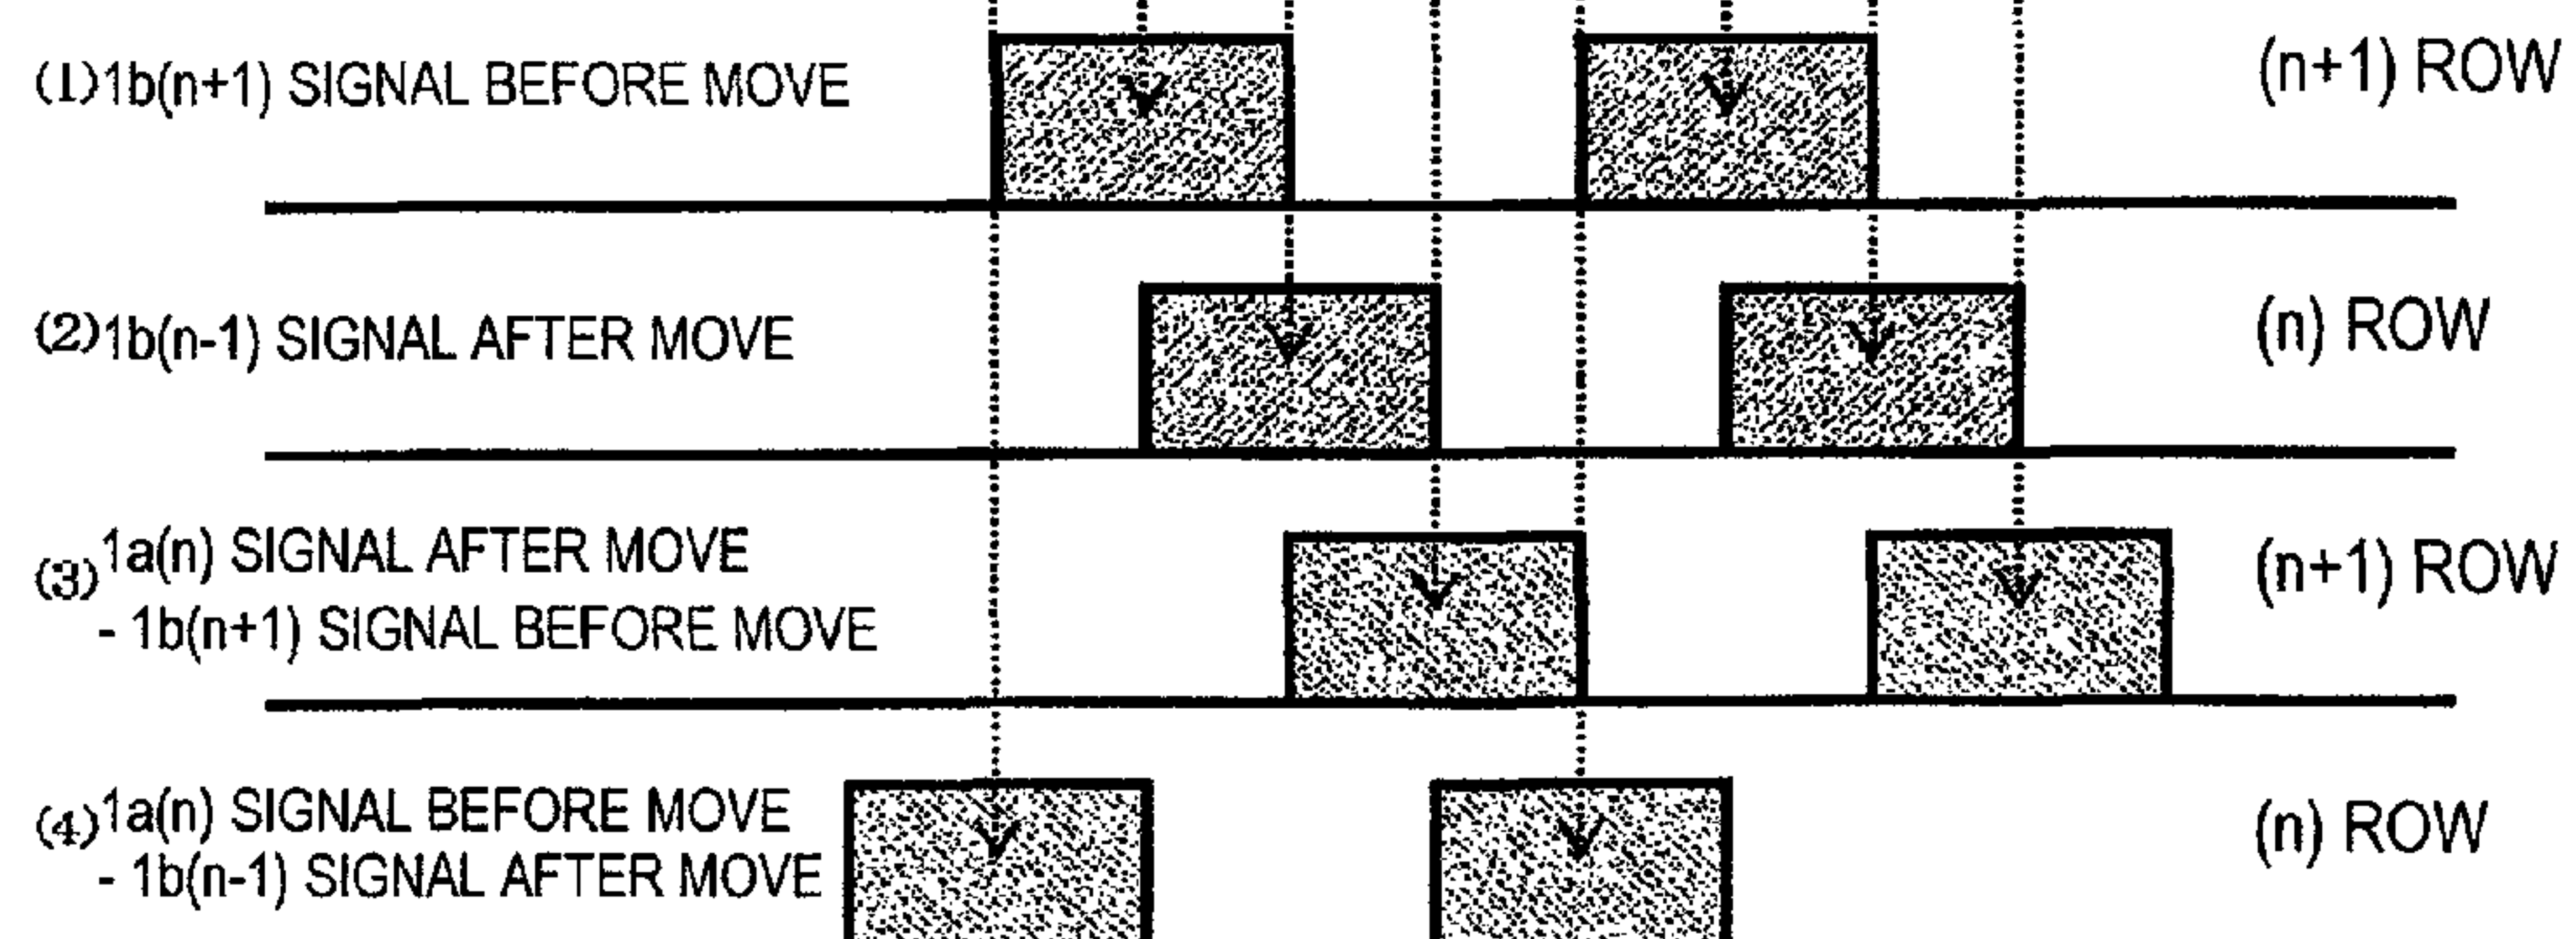 (1)1b(n+1) SIGNAL BEFORE MOVE
(n+1) ROW
(2)1b(n-1) SIGNAL AFTER MOVE
(n) ROW
(3)1a(n) SIGNAL AFTER MOVE
- 1b(n+1) SIGNAL BEFORE MOVE
(n+1) ROW
(4)1a(n) SIGNAL BEFORE MOVE
- 1b(n-1) SIGNAL AFTER MOVE
(n) ROW